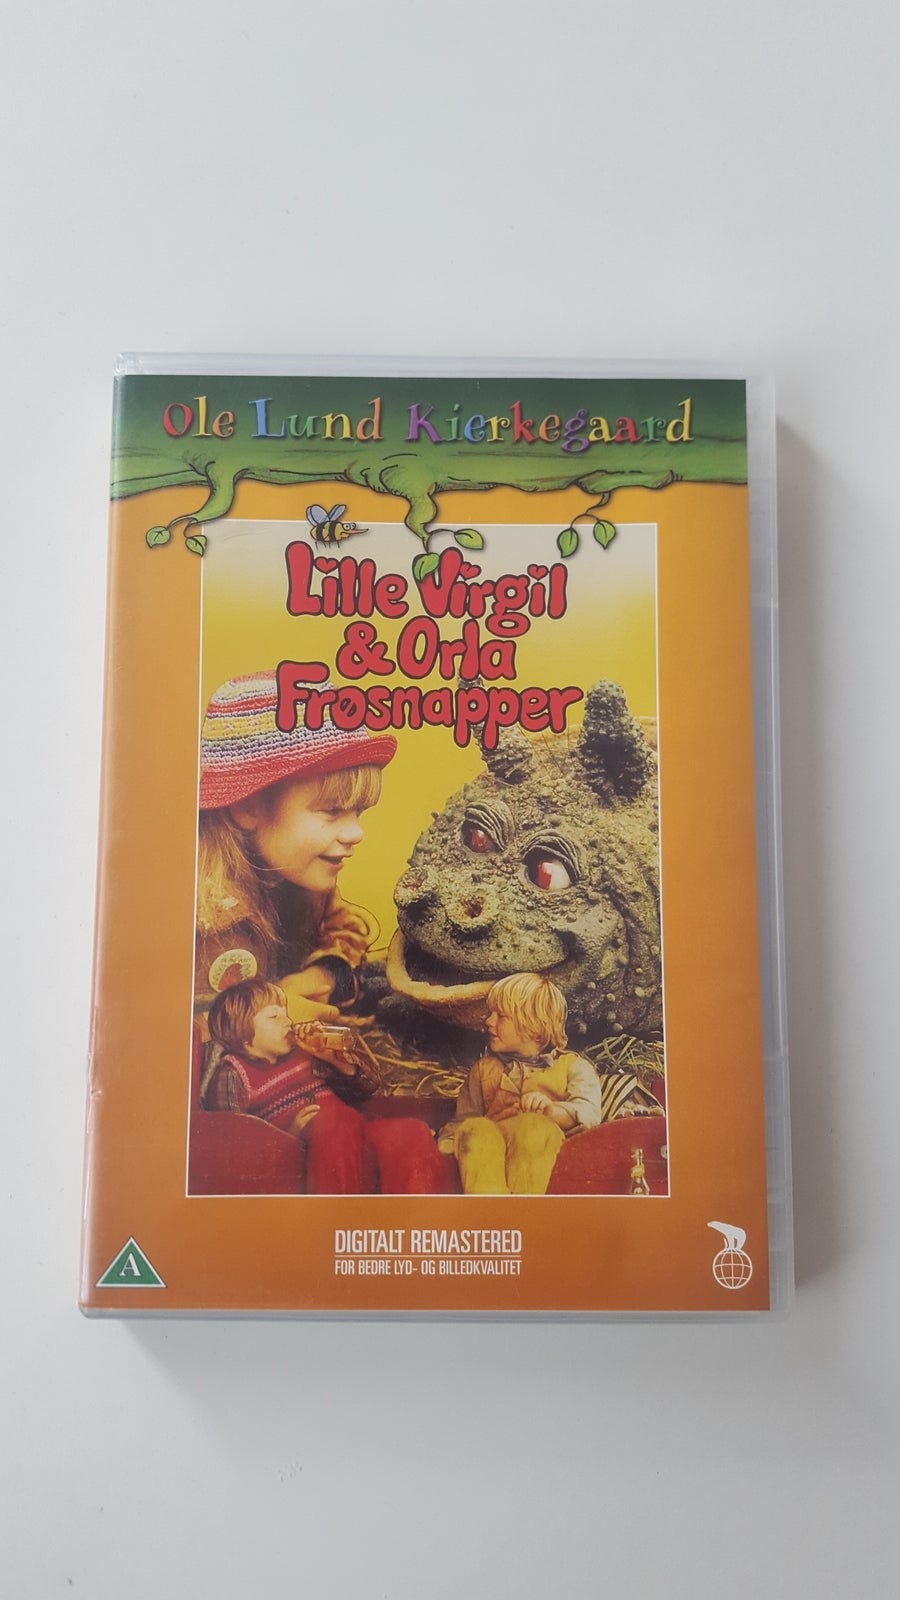 Ole Lund Kierkegaard
Lille Virgil
& Orla
Frøsnapper
A
DIGITALT REMASTERED
FOR BEDRE LYD- OG BILLEDKVALITET